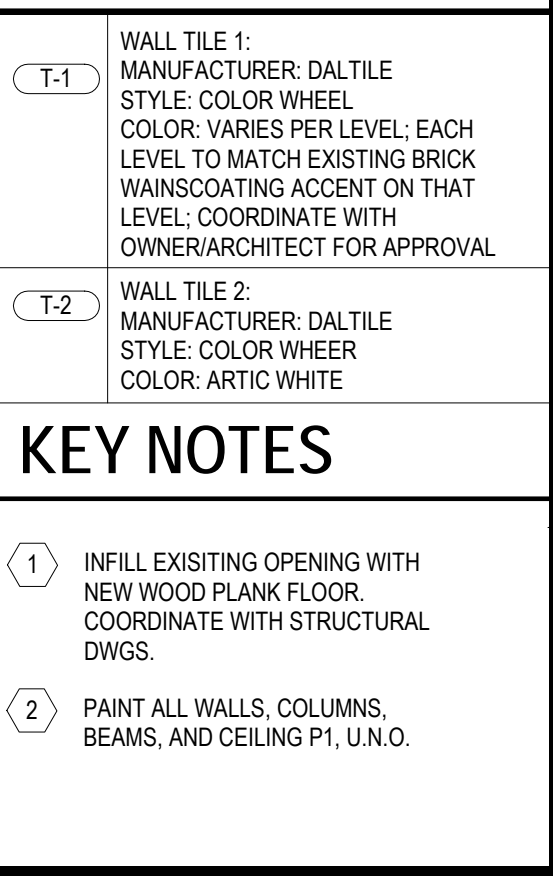 T-1
WALL TILE 1:
MANUFACTURER: DALTILE
STYLE: COLOR WHEEL
COLOR: VARIES PER LEVEL; EACH
LEVEL TO MATCH EXISTING BRICK
WAINSCOATING ACCENT ON THAT
LEVEL; COORDINATE WITH
OWNER/ARCHITECT FOR APPROVAL
T-2
WALL TILE 2:
MANUFACTURER: DALTILE
STYLE: COLOR WHEER
COLOR: ARTIC WHITE
KEY NOTES
1 INFILL EXISITING OPENING WITH
NEW WOOD PLANK FLOOR.
COORDINATE WITH STRUCTURAL
DWGS.
2 PAINT ALL WALLS, COLUMNS,
BEAMS, AND CEILING P1, U.N.O.